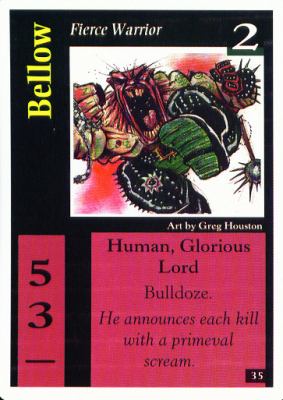 Bellow
Fierce Warrior
2
Art by Greg Houston
5
3
—
Human, Glorious
Lord
Bulldoze.
He announces each kill
with a primeval
scream.
35